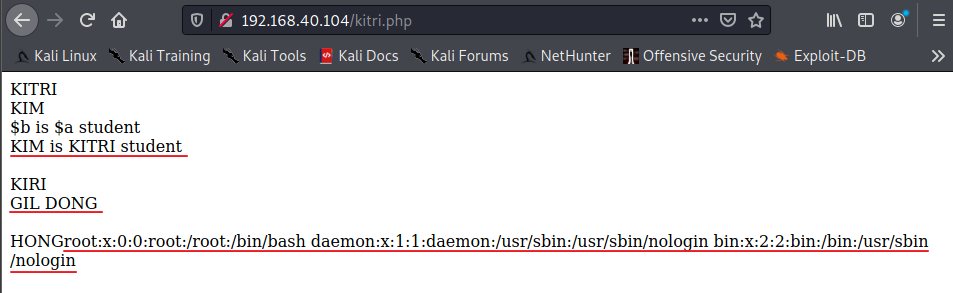 192.168.40.104/kitri.php
Kali Linux Kali Training Kali Tools Kali Docs Kali Forums NetHunter Offensive Security Exploit-DB
KITRI
KIM
$b is $a student
KIM is KITRI student
KIRI
GIL DONG
HONGroot:x:0:0:root:/root:/bin/bash daemon:x:1:1:daemon:/usr/sbin:/usr/sbin/nologin bin:x:2:2:bin:/bin:/usr/sbin
/nologin